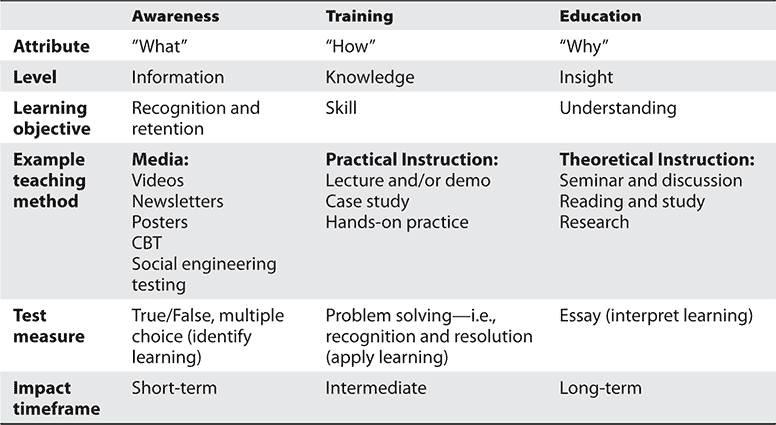 Awareness Training Education
Attribute “What” “How” “Why”
Level Information Knowledge Insight
Learning objective Recognition and retention Skill Understanding
Example teaching method
Media:
Videos
Newsletters
Posters
CBT
Social engineering
testing
Practical Instruction:
Lecture and/or demo
Case study
Hands-on practice
Theoretical Instruction:
Seminar and discussion
Reading and study
Research
Test measure
True/False, multiple
choice (identify
learning)
Problem solving—i.e.,
recognition and resolution
(apply learning)
Essay (interpret learning)
Impact timeframe
Short-term
Intermediate
Long-term